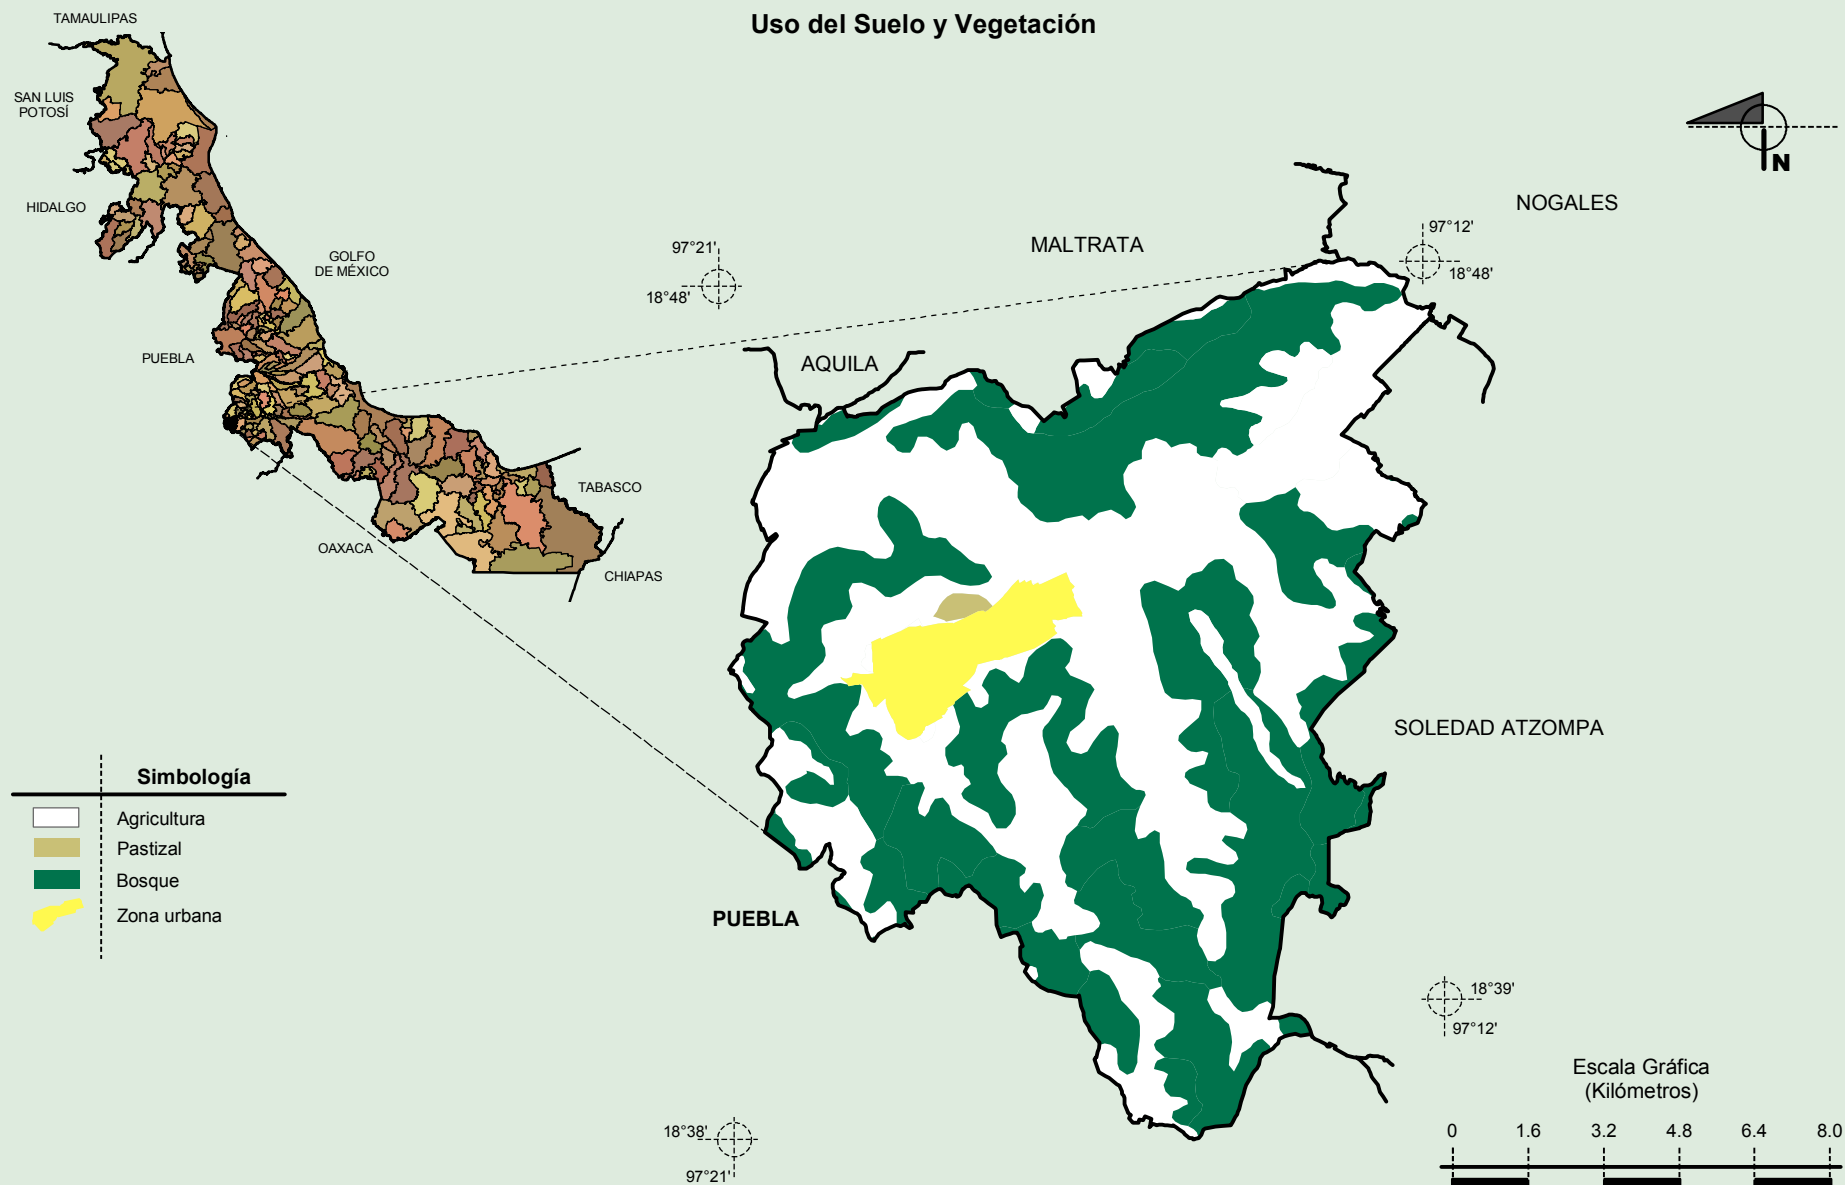 Uso del Suelo y Vegetación
TAMAULIPAS
SAN LUIS
POTOSÍ
HIDALGO
GOLFO
DE MÉXICO
PUEBLA
TABASCO
OAXACA
CHIAPAS
N
NOGALES
MALTRATA
97°21'
18°48'
97°12'
18°48'
AQUILA
SOLEDAD ATZOMPA
PUEBLA
Simbología
Agricultura
Pastizal
Bosque
Zona urbana
18°39'
97°12'
18°38'
97°21'
Escala Gráfica
(Kilómetros)
0 1.6 3.2 4.8 6.4 8.0